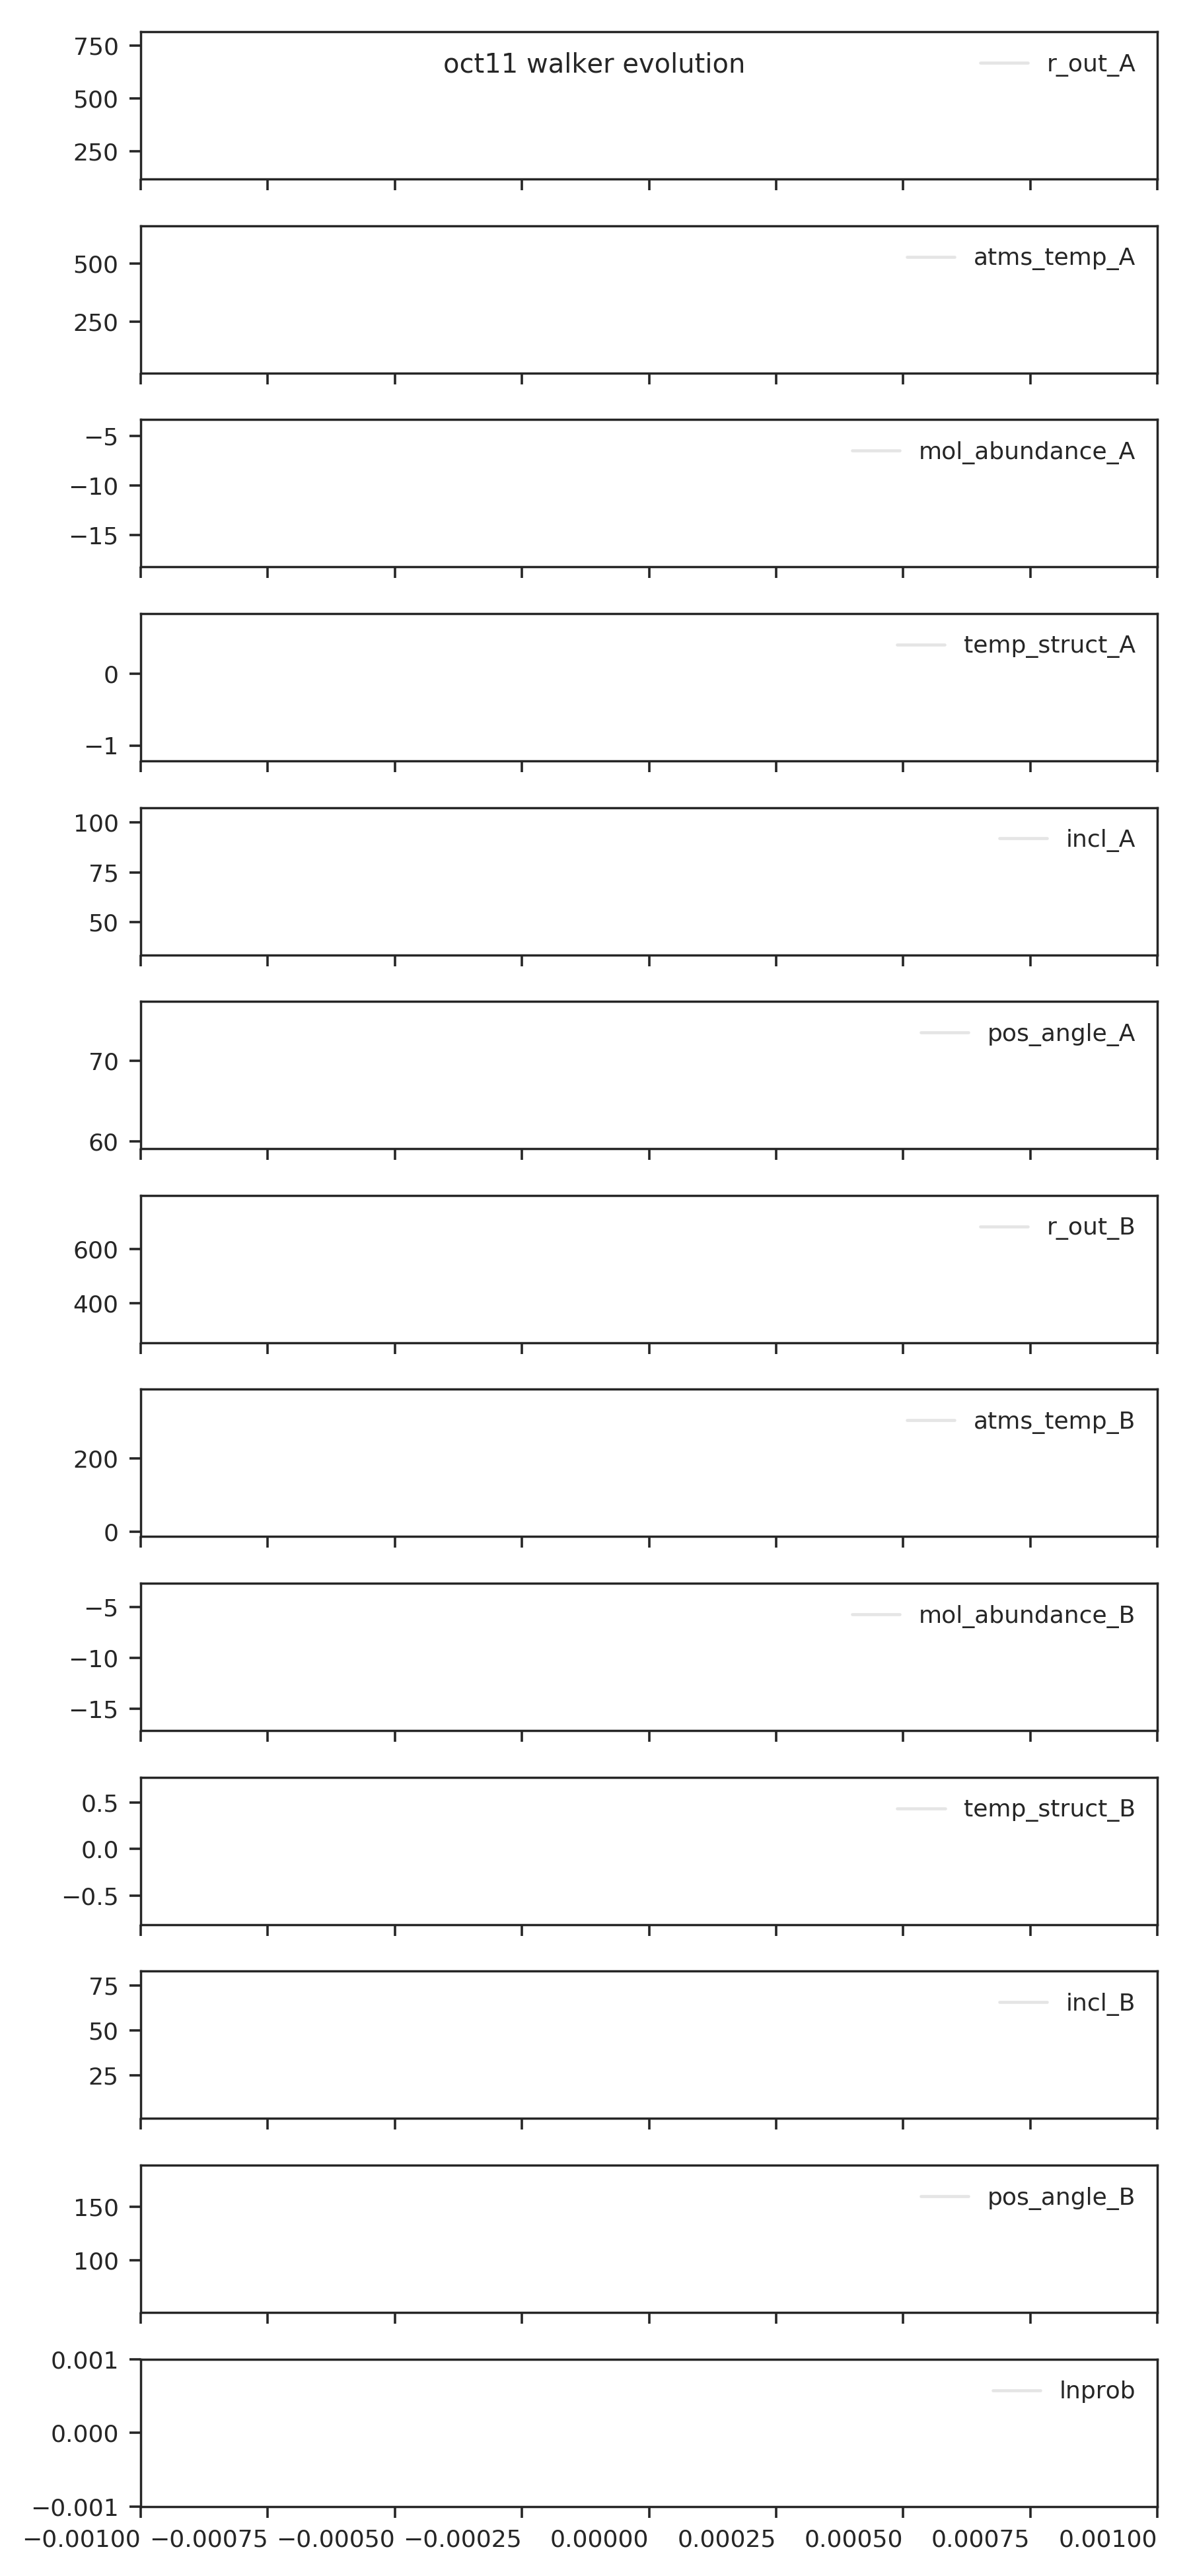 750
oct11 walker evolution
r_out_A
500
250
atms_temp_A
500
250
−5
mol_abundance_A
−10
−15
temp_struct_A
0
−1
100
incl_A
75
50
pos_angle_A
70
60
r_out_B
600
400
atms_temp_B
200
0
−5
mol_abundance_B
−10
−15
0.5
temp_struct_B
0.0
−0.5
75
incl_B
50
25
pos_angle_B
150
100
0.001
lnprob
0.000
−0.001
−0.00100 −0.00075 −0.00050 −0.00025 0.00000 0.00025 0.00050 0.00075 0.00100